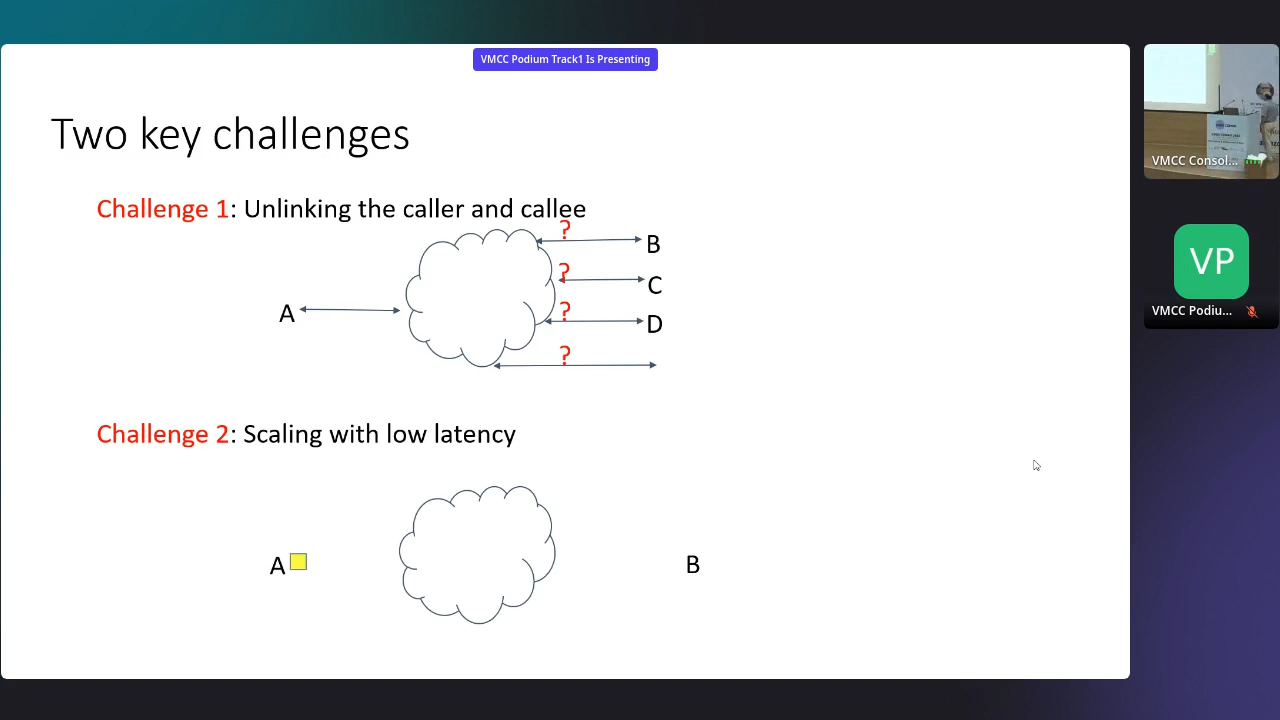 VMCC Podium Track1 Is Presenting
Two key challenges
Challenge 1: Unlinking the caller and callee
?
B
?
C
A
?
D
?
Challenge 2: Scaling with low latency
A
B
VMCC Consol...
VP
VMCC Podiu...